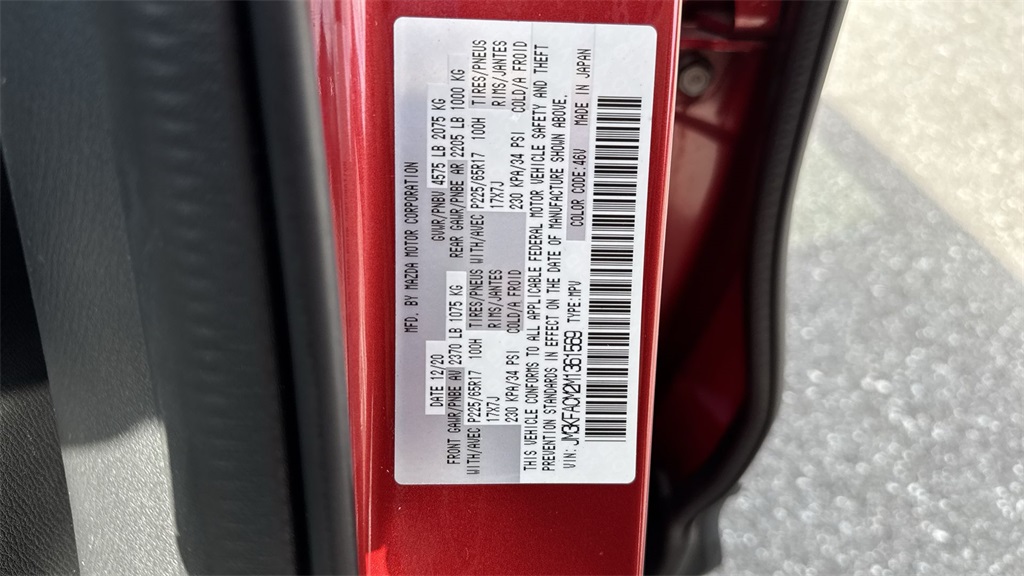 MFD. BY MAZDA MOTOR CORPORATION
DATE 12/20 GVWR/PNBV 4575 LB 2075 KG
FRONT GAWR/PNBE AV 2370 LB 1075 KG REAR GAWR/PNBE AR 2205 LB 1000 KG
WITH/AVEC P225/65R17 100H TIRES/PNEUS WITH/AVEC P225/65R17 100H TIRES/PNEUS
17X7J RIMS/JANTES 17X7J RIMS/JANTES
230 KPA/34 PSI COLD/A FROID 230 KPA/34 PSI COLD/A FROID
THIS VEHICLE CONFORMS TO ALL APPLICABLE FEDERAL MOTOR VEHICLE SAFETY AND THEFT
PREVENTION STANDARDS IN EFFECT ON THE DATE OF MANUFACTURE SHOWN ABOVE.
VIN: JM3KFACM2M1361569 TYPE:MPV COLOR CODE:46V MADE IN JAPAN